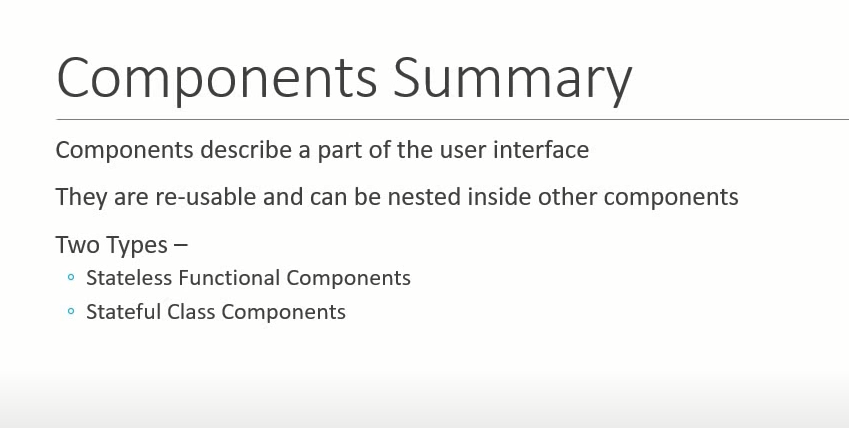 Components Summary
Components describe a part of the user interface
They are re-usable and can be nested inside other components
Two Types –
Stateless Functional Components
Stateful Class Components